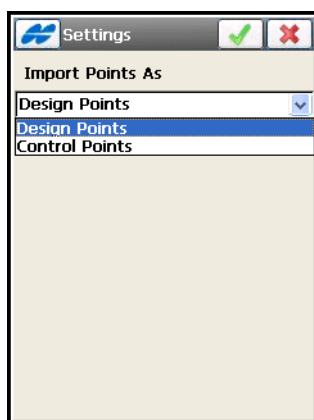 Settings
Import Points As
Design Points
Design Points
Control Points